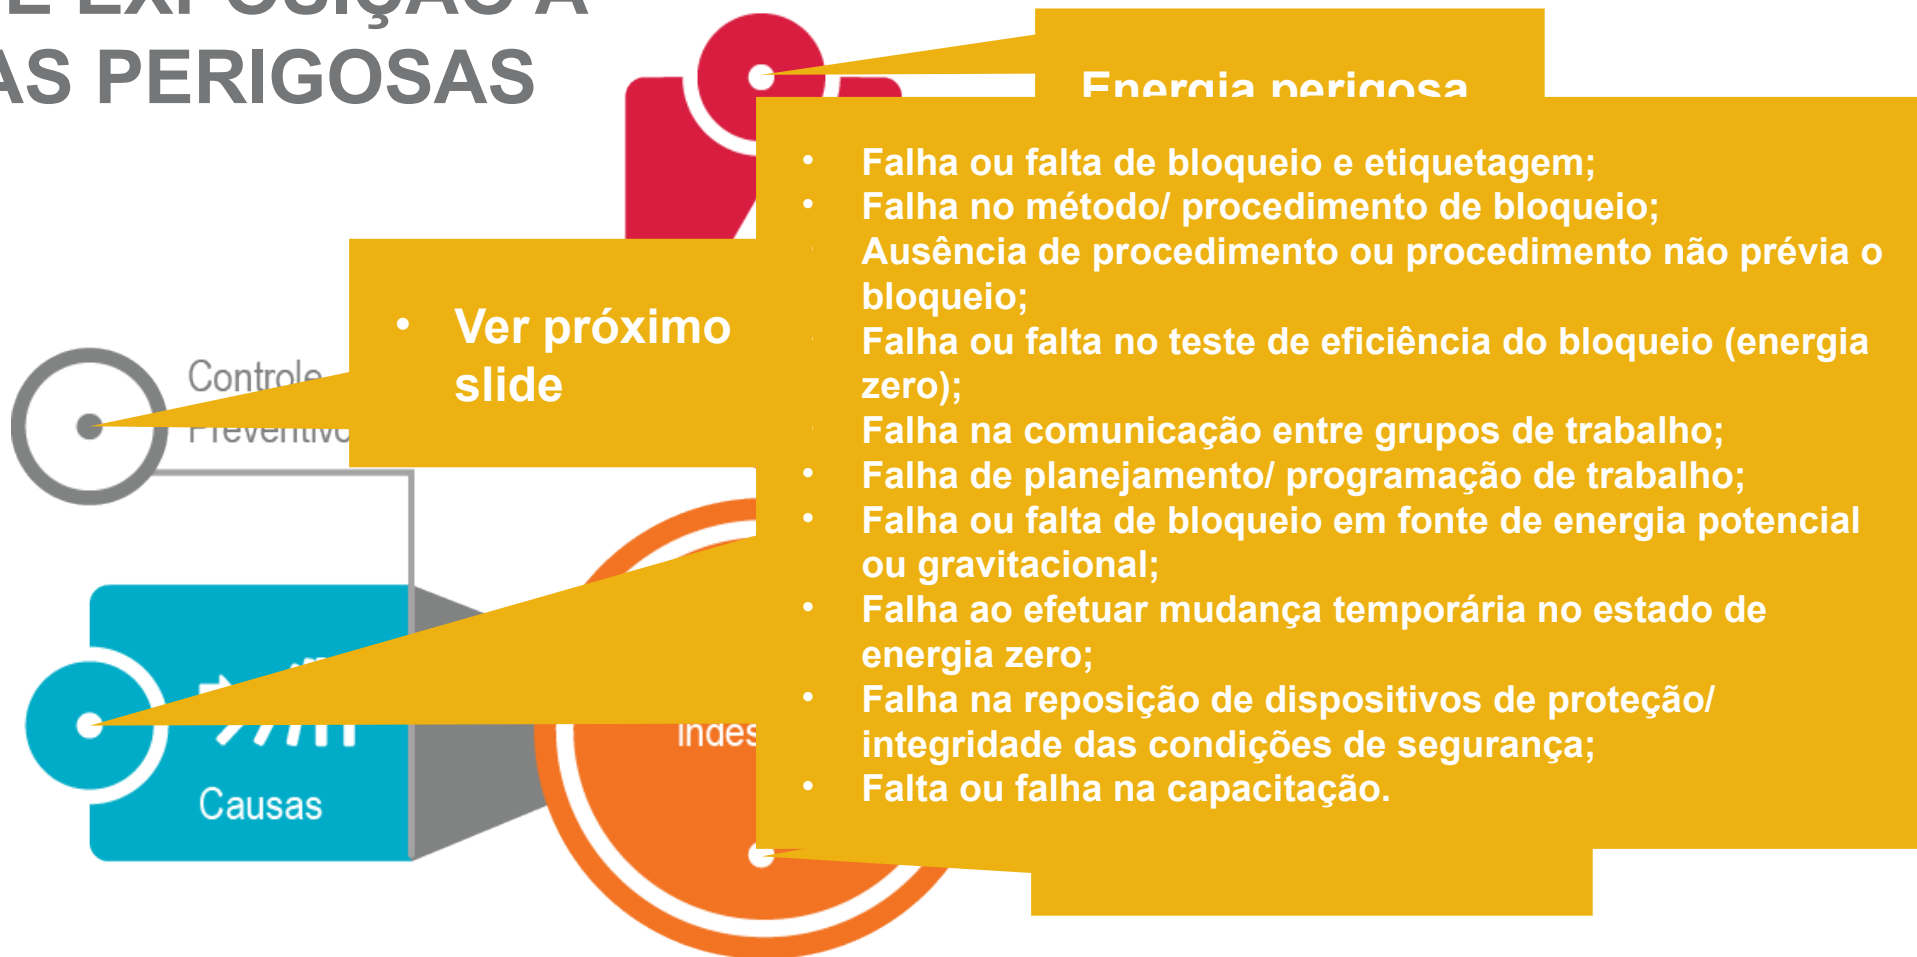 E EXPOSIÇÃO A
AS PERIGOSAS
Energia perigosa
• Falha ou falta de bloqueio e etiquetagem;
• Falha no método/ procedimento de bloqueio;
Ausência de procedimento ou procedimento não prévia o
bloqueio;
Falha ou falta no teste de eficiência do bloqueio (energia
zero);
Falha na comunicação entre grupos de trabalho;
• Falha de planejamento/ programação de trabalho;
• Falha ou falta de bloqueio em fonte de energia potencial
ou gravitacional;
• Falha ao efetuar mudança temporária no estado de
energia zero;
• Falha na reposição de dispositivos de proteção/
integridade das condições de segurança;
• Falta ou falha na capacitação.
• Ver próximo
slide
Controle
Preventivo
Indes
Causas